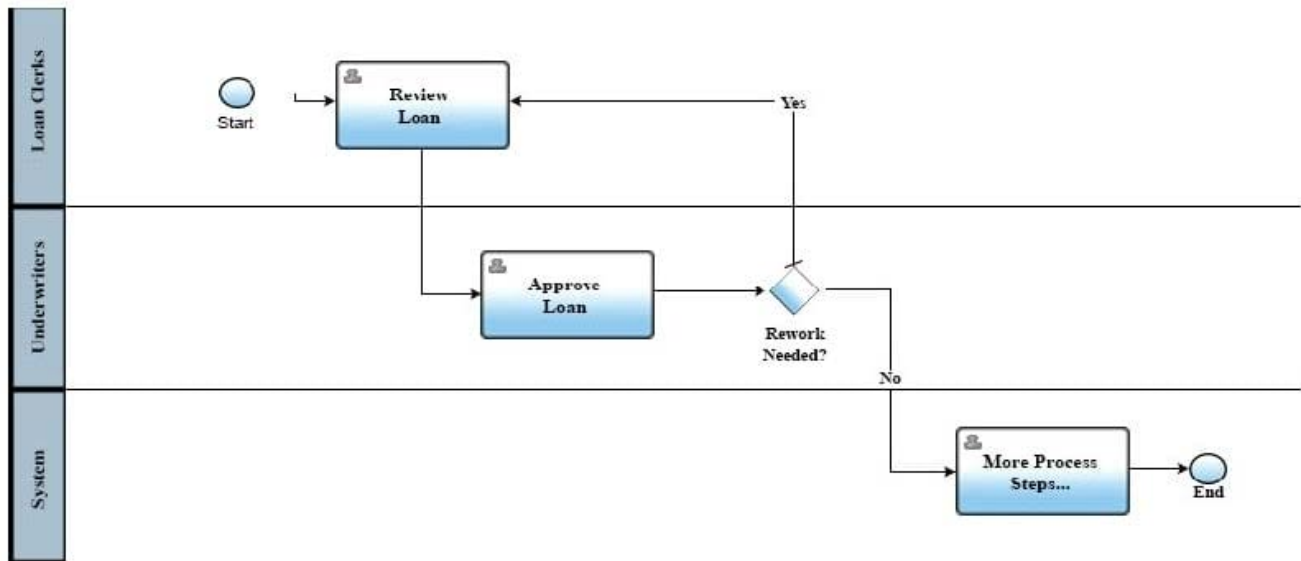 Loan Clerks
Start
Review
Loan
Yes
Underwriters
Approve
Loan
Rework
Needed?
No
System
More Process
Steps...
End